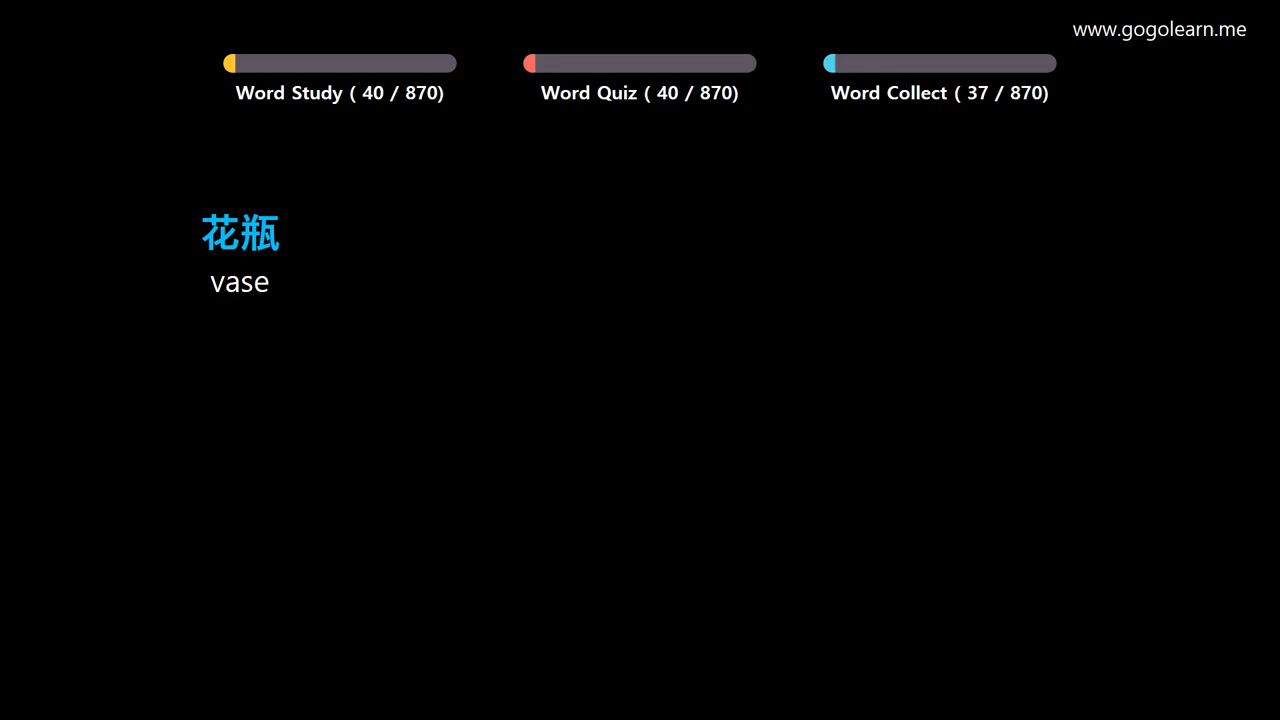 www.gogolearn.me
Word Study ( 40 / 870)
Word Quiz ( 40 / 870)
Word Collect ( 37 / 870)
花瓶
vase